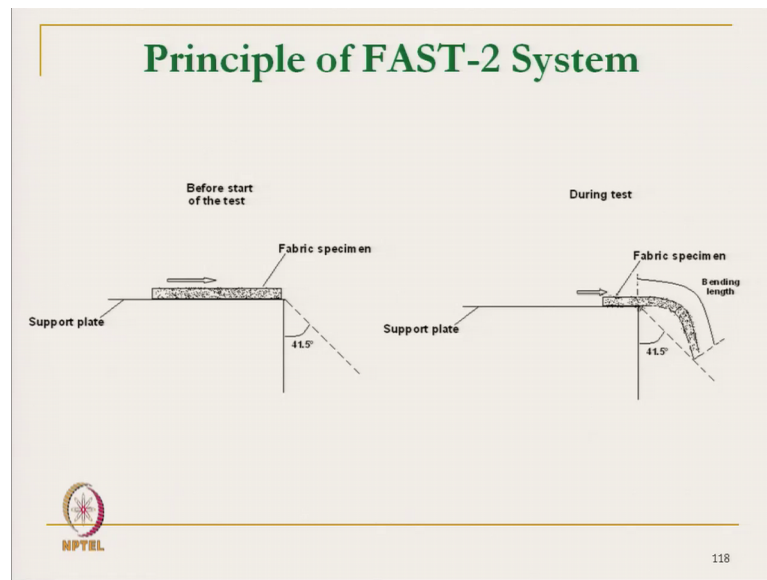 Principle of FAST-2 System
Before start
of the test
Fabric specimen
Support plate
41.5°
During test
Fabric specimen
Bending
length
Support plate
41.5°
NPTEL
118